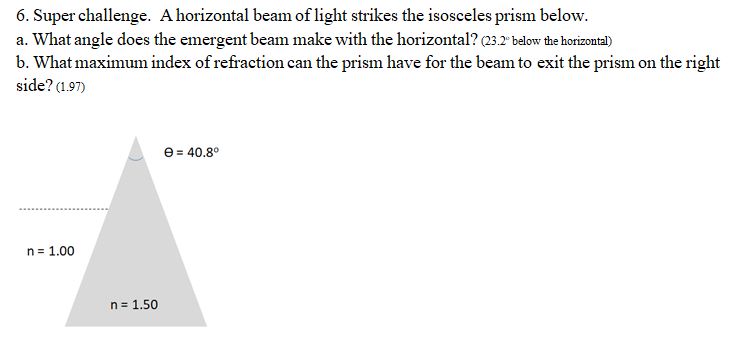 6. Super challenge.  A horizontal beam of light strikes the isosceles prism below.
a. What angle does the emergent beam make with the horizontal? (23.2º below the horizontal)
b. What maximum index of refraction can the prism have for the beam to exit the prism on the right
side? (1.97)
ϴ = 40.8º
n = 1.00
n = 1.50